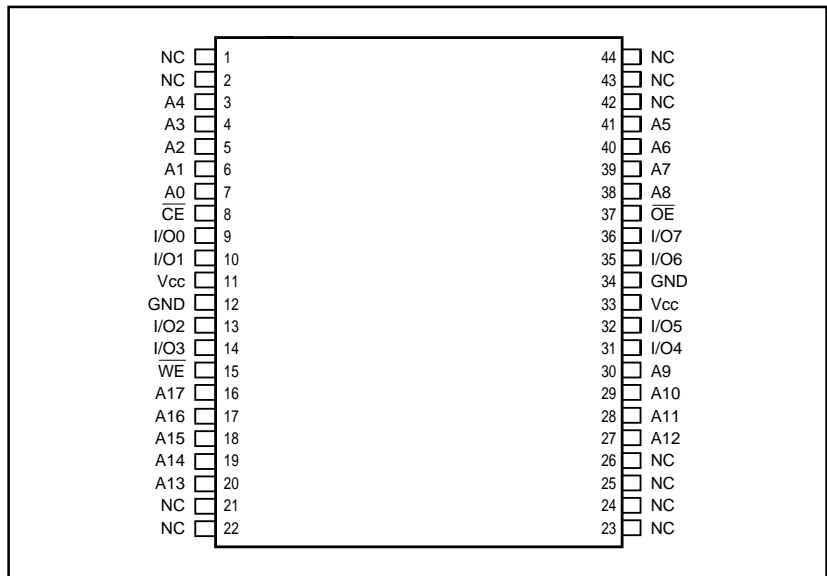 NC 1 44 NC
NC 2 43 NC
A4 3 42 NC
A3 4 41 A5
A2 5 40 A6
A1 6 39 A7
A0 7 38 A8
C̅E̅ 8 37 O̅E̅
I/O0 9 36 I/O7
I/O1 10 35 I/O6
Vcc 11 34 GND
GND 12 33 Vcc
I/O2 13 32 I/O5
I/O3 14 31 I/O4
W̅E̅ 15 30 A9
A17 16 29 A10
A16 17 28 A11
A15 18 27 A12
A14 19 26 NC
A13 20 25 NC
NC 21 24 NC
NC 22 23 NC